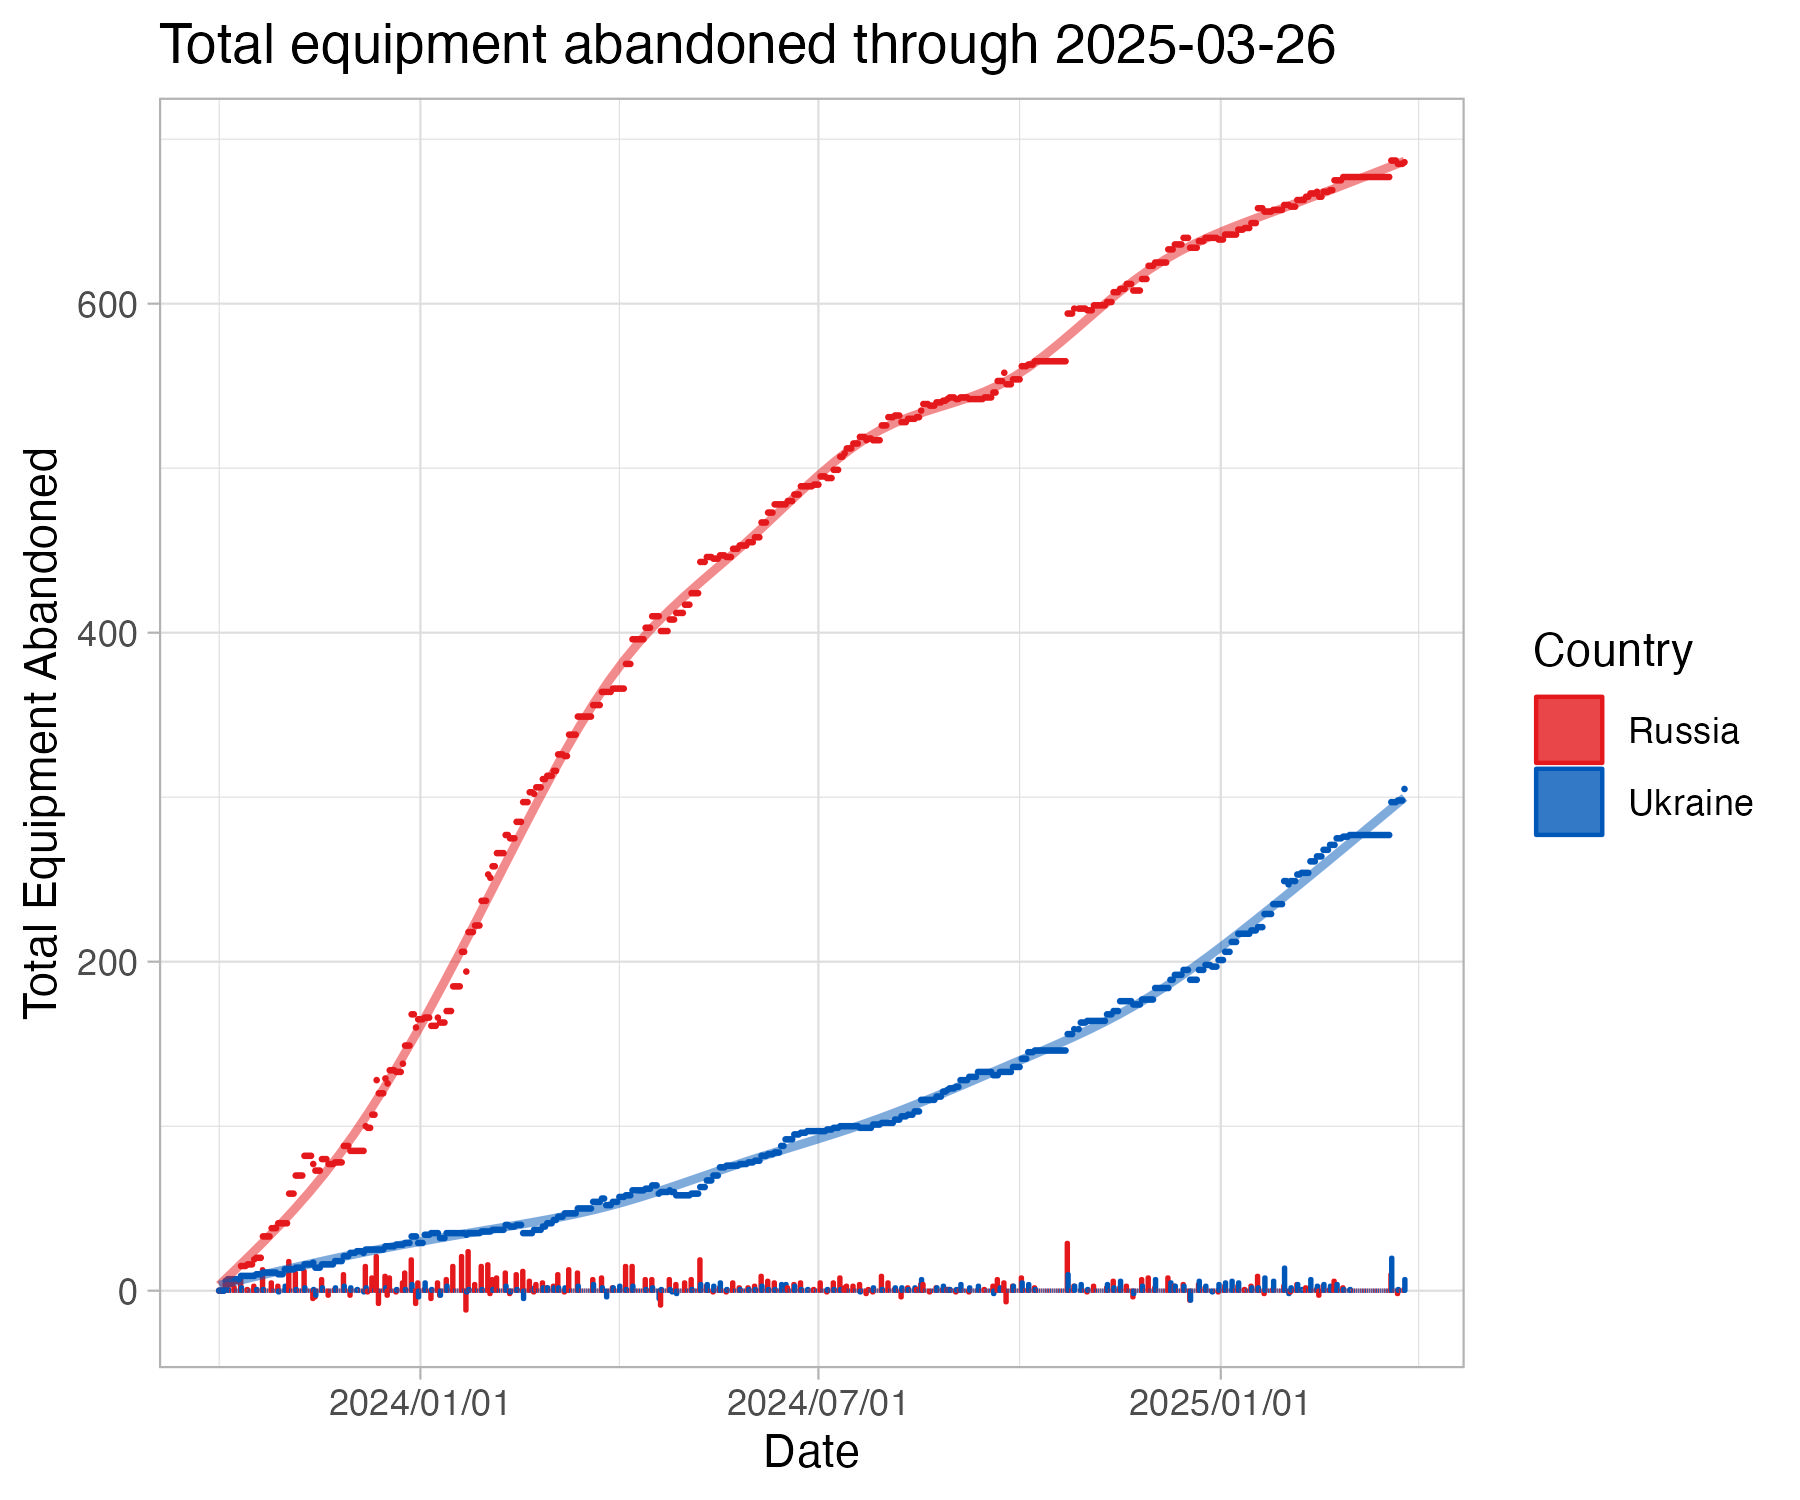 Total equipment abandoned through 2025-03-26
Total Equipment Abandoned
600
400
200
0
2024/01/01
2024/07/01
2025/01/01
Date
Country
Russia
Ukraine